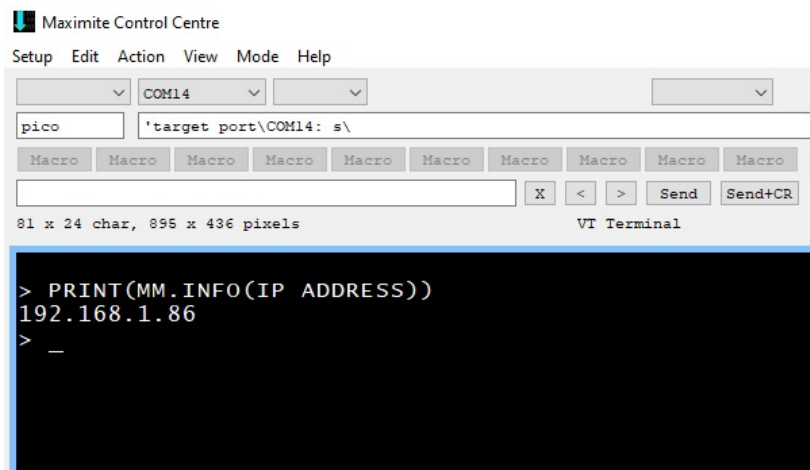 Maximite Control Centre
Setup Edit Action View Mode Help
COM14
pico 'target port\COM14: s\
Macro Macro Macro Macro Macro Macro Macro Macro Macro Macro
X < > Send Send+CR
81 x 24 char, 895 x 436 pixels VT Terminal
> PRINT(MM.INFO(IP ADDRESS))
192.168.1.86
> _